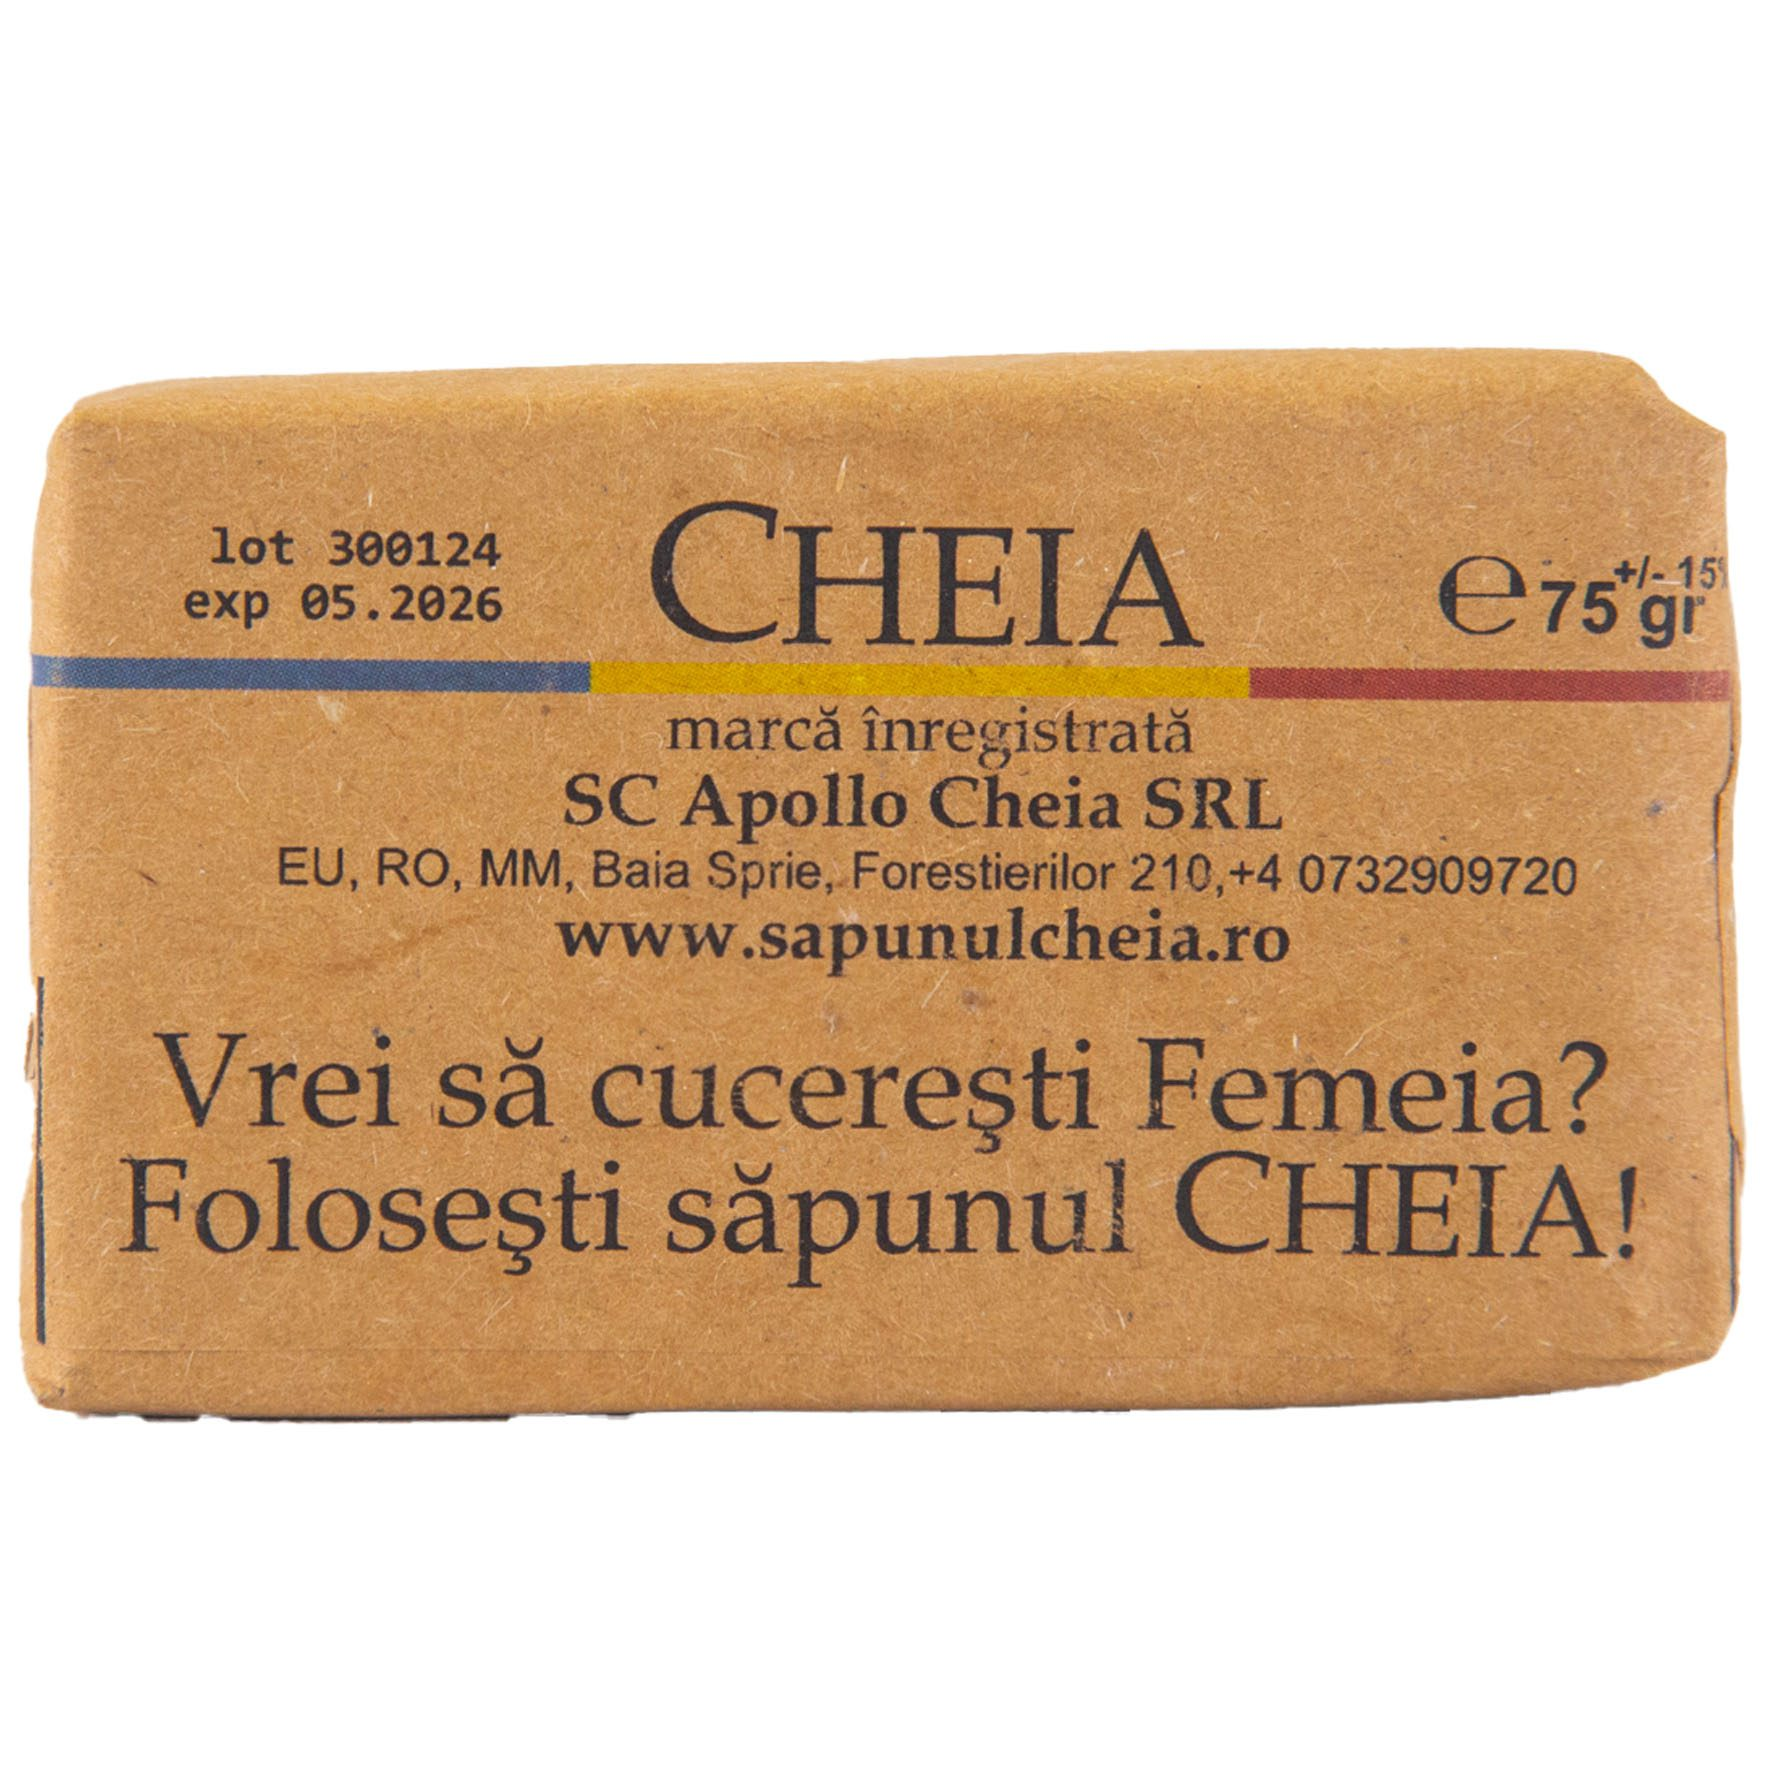 lot 300124
exp 05.2026
CHEIA
℮ 75 gr +/- 15%
marcă înregistrată
SC Apollo Cheia SRL
EU, RO, MM, Baia Sprie, Forestierilor 210,+4 0732909720
www.sapunulcheia.ro
Vrei să cucereşti Femeia?
Foloseşti săpunul CHEIA!